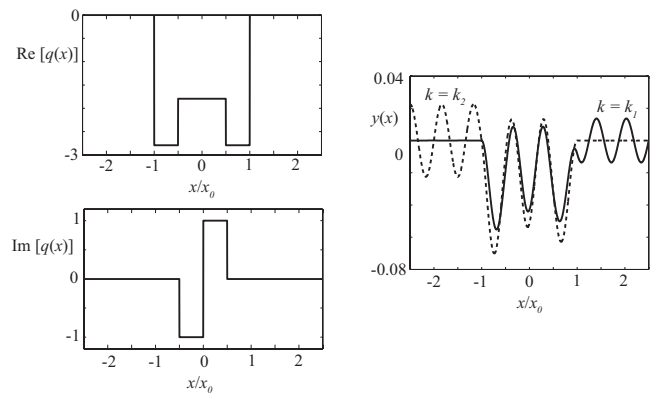 0
Re [q(x)]
-3
-2 -1 0 1 2
x/x₀
1
Im [q(x)]
0
-1
-2 -1 0 1 2
x/x₀
0.04
k = k₂
k = k₁
y(x)
0
-0.08
-2 -1 0 1 2
x/x₀